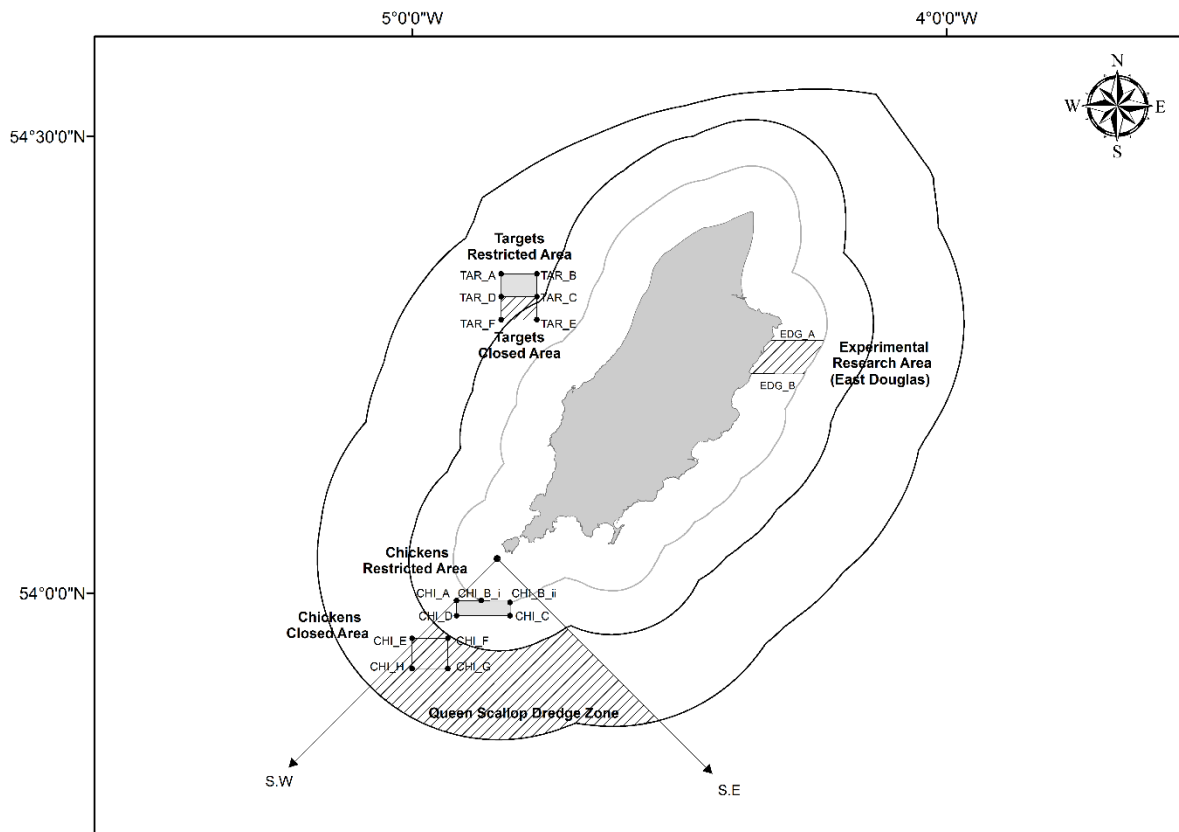 5°0'0"W
4°0'0"W
N
W
E
S
54°30'0"N
Targets
Restricted Area
TAR_A
TAR_B
TAR_D
TAR_C
TAR_F
TAR_E
Targets
Closed Area
EDG_A
Experimental
Research Area
(East Douglas)
EDG_B
Chickens
Restricted Area
54°0'0"N
CHI_A
CHI_B_i
CHI_B_ii
CHI_D
CHI_C
Chickens
Closed Area
CHI_E
CHI_F
CHI_H
CHI_G
Queen Scallop Dredge Zone
S.W
S.E